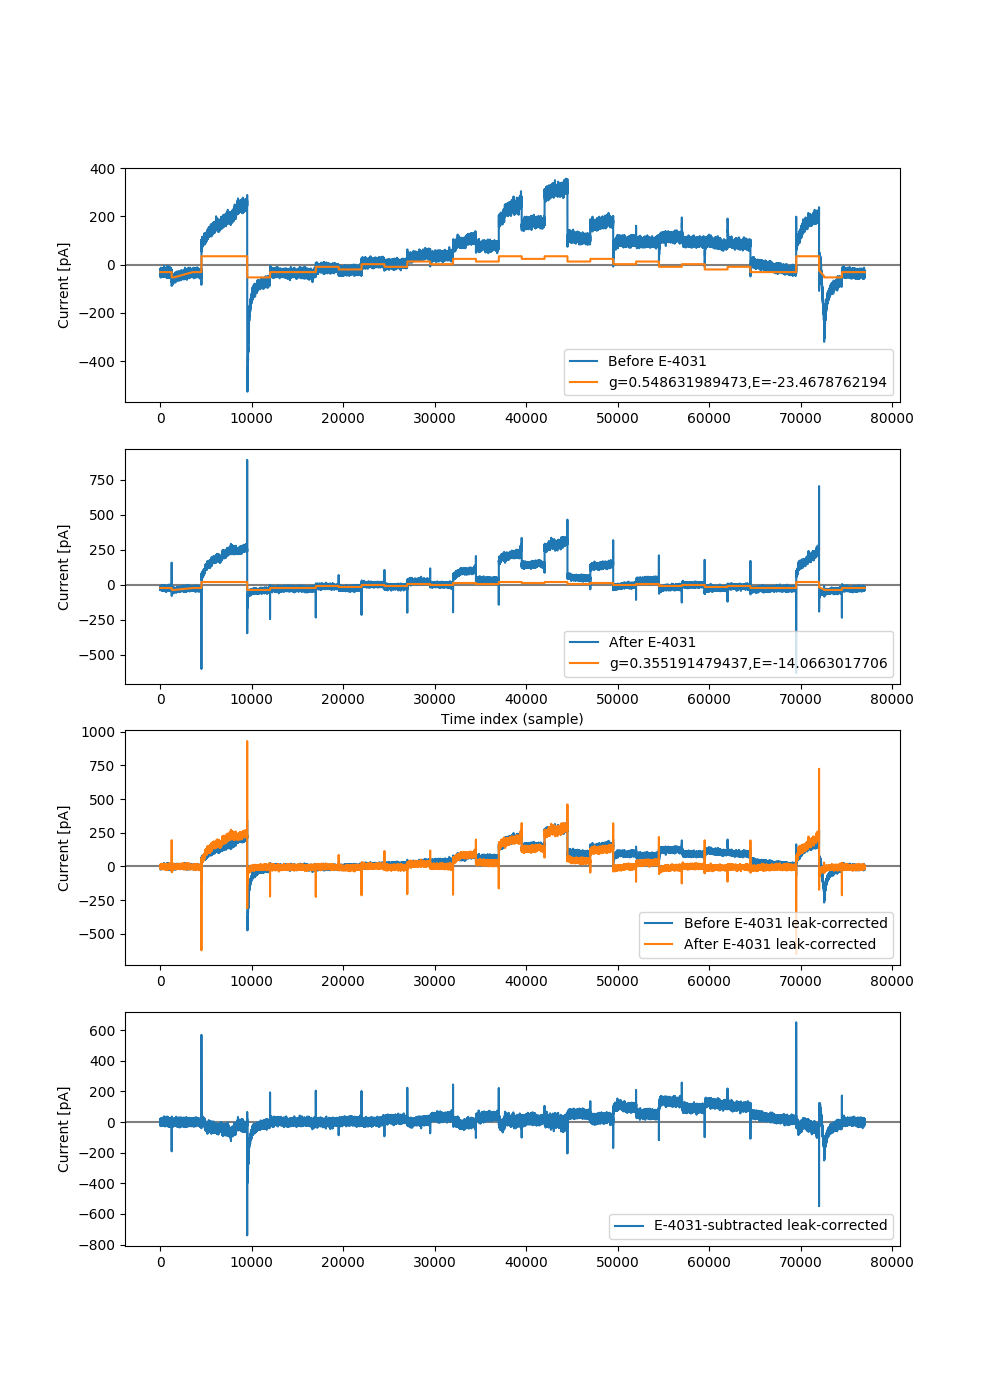 400
200
0
−200
−400
Current [pA]
Before E-4031
g=0.548631989473,E=-23.4678762194
0 10000 20000 30000 40000 50000 60000 70000 80000
750
500
250
0
−250
−500
Current [pA]
After E-4031
g=0.355191479437,E=-14.0663017706
0 10000 20000 30000 40000 50000 60000 70000 80000
Time index (sample)
1000
750
500
250
0
−250
−500
Current [pA]
Before E-4031 leak-corrected
After E-4031 leak-corrected
0 10000 20000 30000 40000 50000 60000 70000 80000
600
400
200
0
−200
−400
−600
−800
Current [pA]
E-4031-subtracted leak-corrected
0 10000 20000 30000 40000 50000 60000 70000 80000